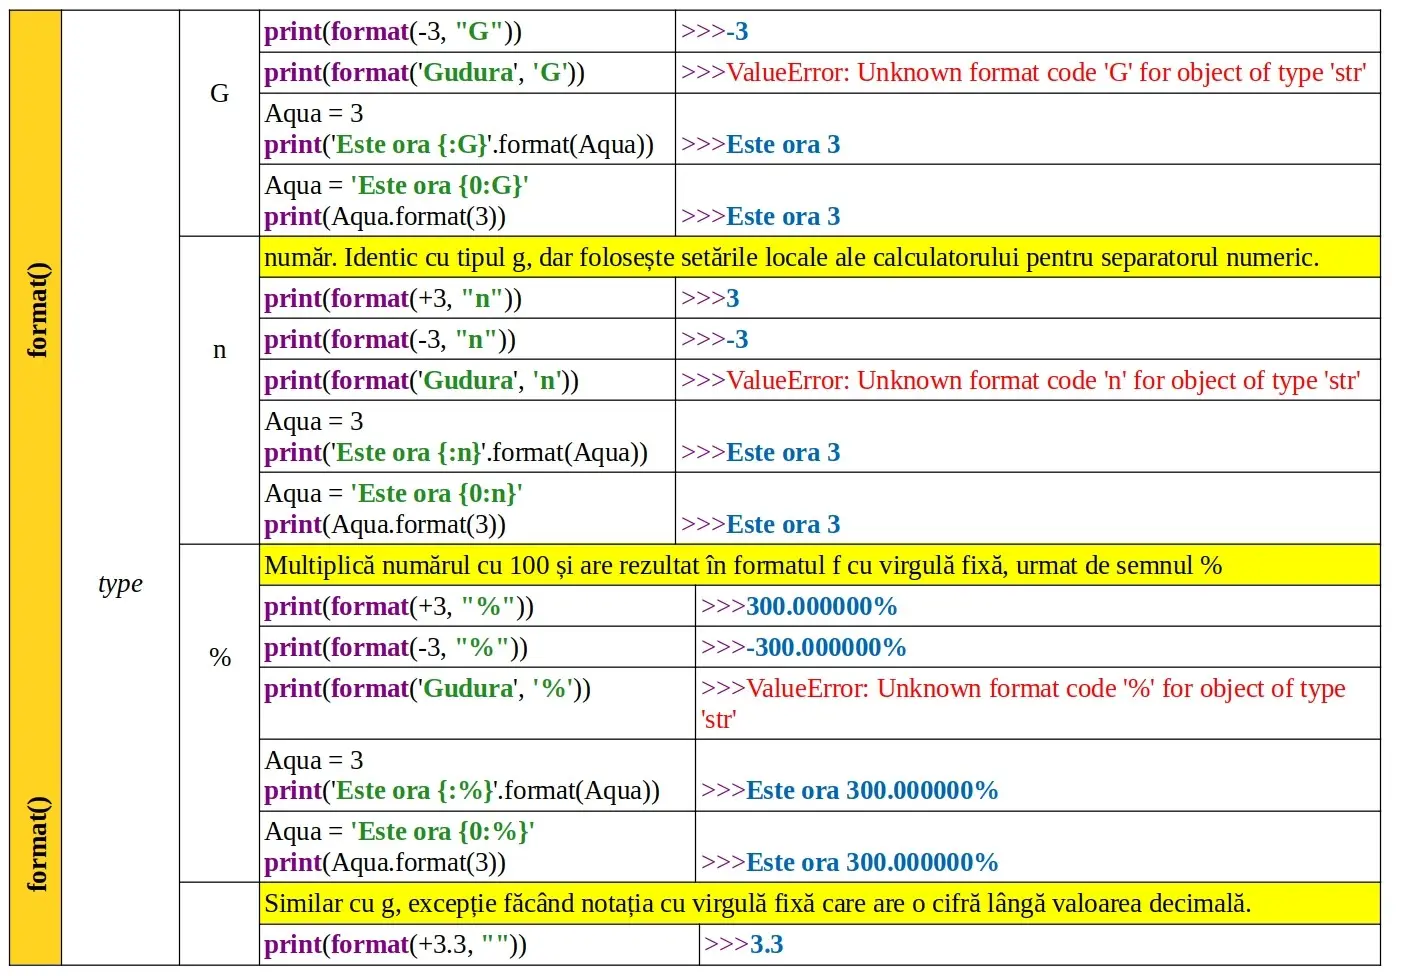 format()
format()
type
G
print(format(-3, "G"))
>>>-3
print(format('Gudura', 'G'))
>>>ValueError: Unknown format code 'G' for object of type 'str'
Aqua = 3
print('Este ora {:G}'.format(Aqua))
>>>Este ora 3
Aqua = 'Este ora {0:G}'
print(Aqua.format(3))
>>>Este ora 3
n
număr. Identic cu tipul g, dar folosește setările locale ale calculatorului pentru separatorul numeric.
print(format(+3, "n"))
>>>3
print(format(-3, "n"))
>>>-3
print(format('Gudura', 'n'))
>>>ValueError: Unknown format code 'n' for object of type 'str'
Aqua = 3
print('Este ora {:n}'.format(Aqua))
>>>Este ora 3
Aqua = 'Este ora {0:n}'
print(Aqua.format(3))
>>>Este ora 3
%
Multiplică numărul cu 100 și are rezultat în formatul f cu virgulă fixă, urmat de semnul %
print(format(+3, "%"))
>>>300.000000%
print(format(-3, "%"))
>>>-300.000000%
print(format('Gudura', '%'))
>>>ValueError: Unknown format code '%' for object of type
'str'
Aqua = 3
print('Este ora {:%}'.format(Aqua))
>>>Este ora 300.000000%
Aqua = 'Este ora {0:%}'
print(Aqua.format(3))
>>>Este ora 300.000000%
Similar cu g, excepție făcând notația cu virgulă fixă care are o cifră lângă valoarea decimală.
print(format(+3.3, ""))
>>>3.3